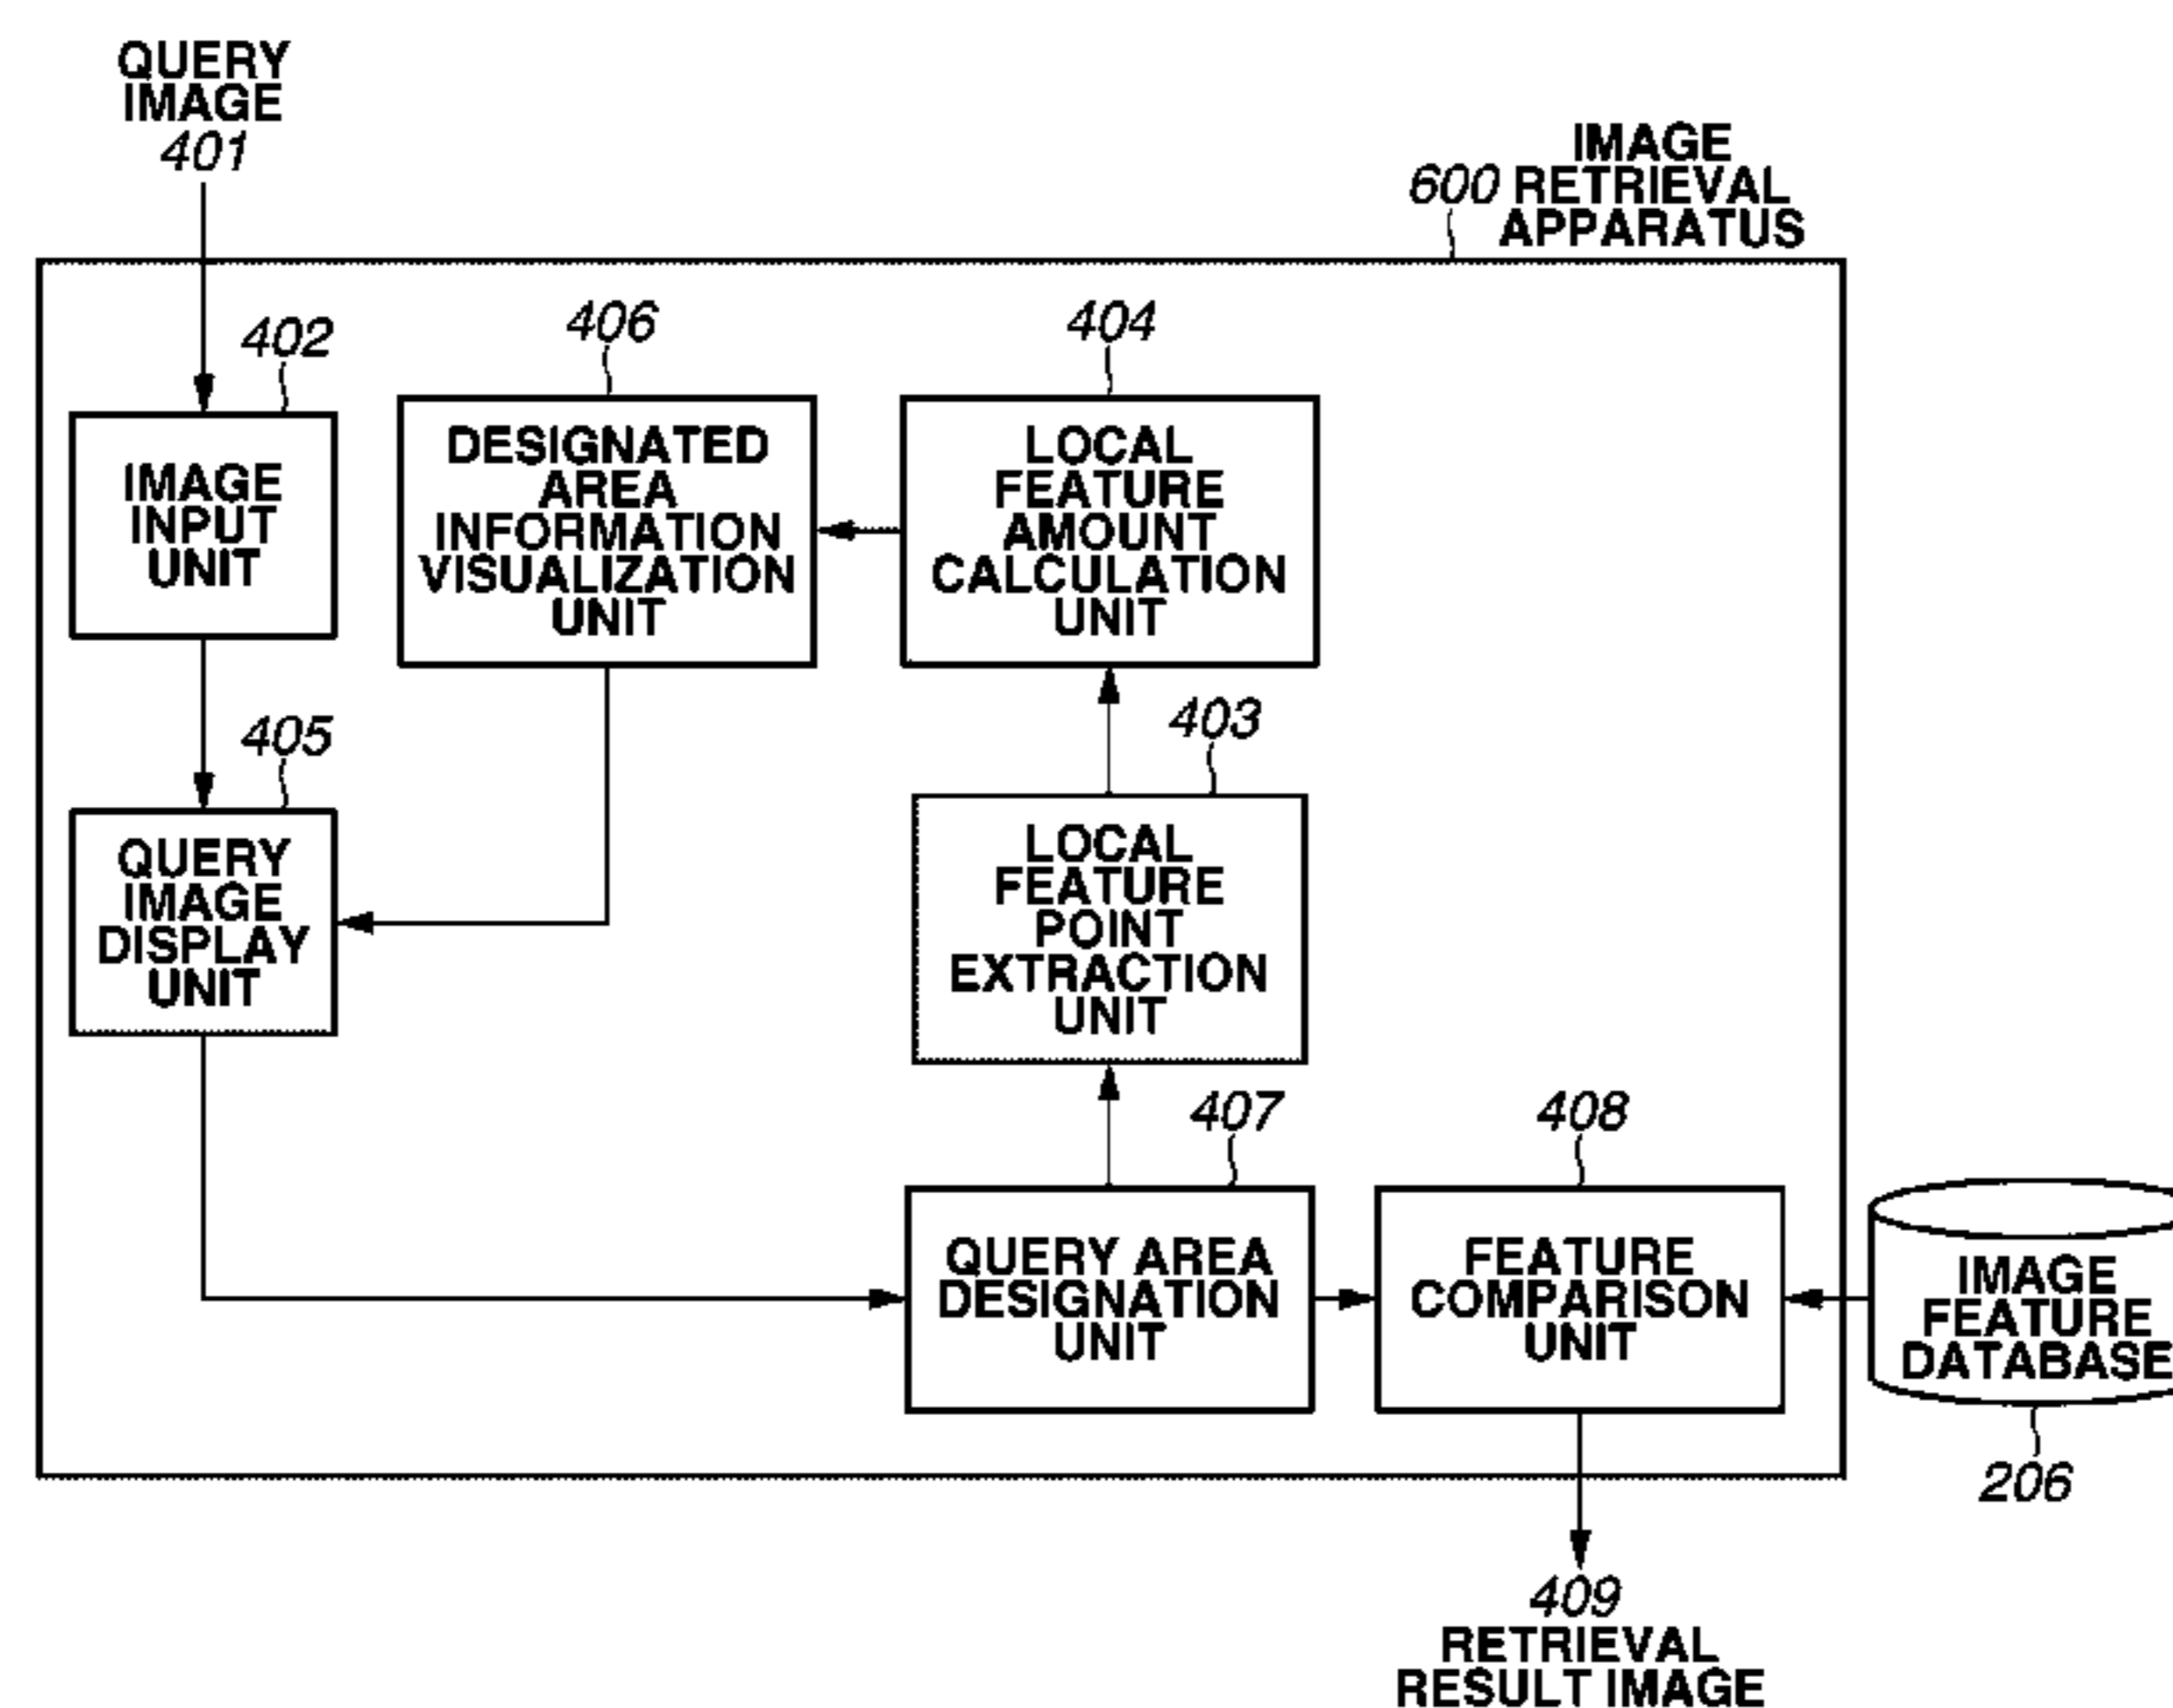 QUERY
IMAGE
401
IMAGE
600 RETRIEVAL
APPARATUS
402
406
404
IMAGE
INPUT
UNIT
DESIGNATED
AREA
INFORMATION
VISUALIZATION
UNIT
LOCAL
FEATURE
AMOUNT
CALCULATION
UNIT
405
403
QUERY
IMAGE
DISPLAY
UNIT
LOCAL
FEATURE
POINT
EXTRACTION
UNIT
407
408
QUERY AREA
DESIGNATION
UNIT
FEATURE
COMPARISON
UNIT
IMAGE
FEATURE
DATABASE
206
409
RETRIEVAL
RESULT IMAGE